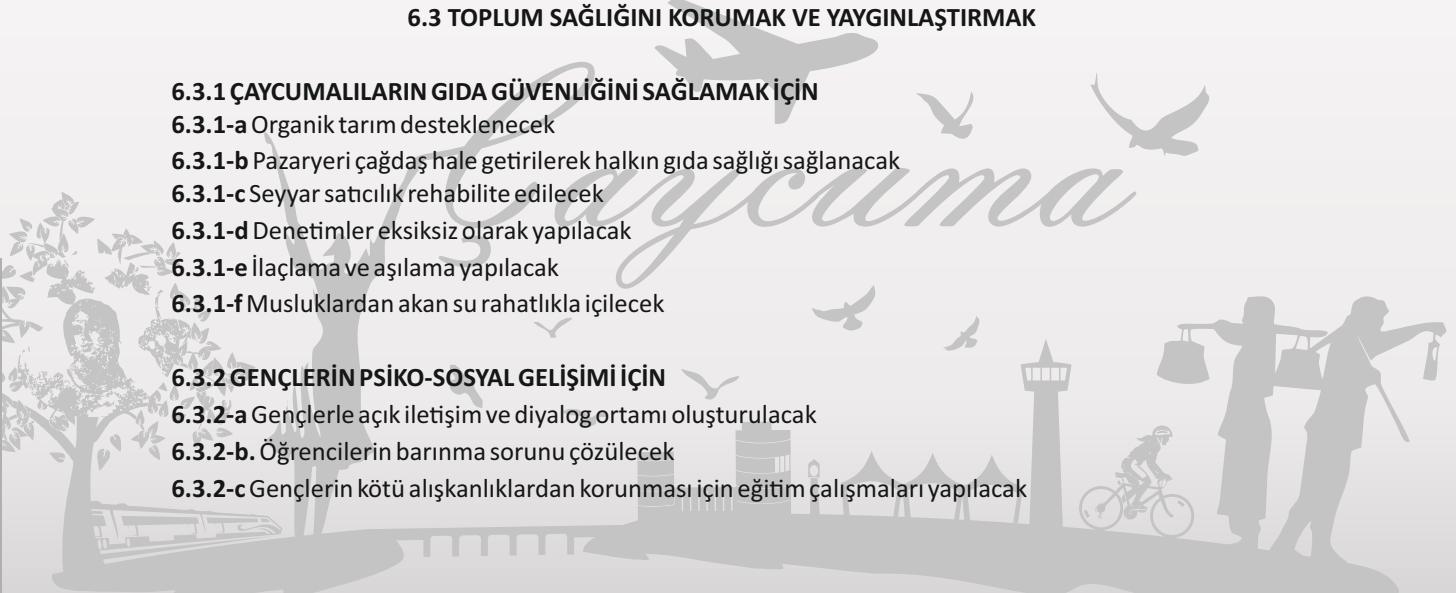 6.3 TOPLUM SAĞLIĞINI KORUMAK VE YAYGINLAŞTIRMAK
6.3.1 ÇAYCUMALILARIN GIDA GÜVENLİĞİNİ SAĞLAMAK İÇİN
6.3.1-a Organik tarım desteklenecek
6.3.1-b Pazaryeri çağdaş hale getirilerek halkın gıda sağlığı sağlanacak
6.3.1-c Seyyar satıcılık rehabilite edilecek
Çaycuma
6.3.1-d Denetimler eksiksiz olarak yapılacak
6.3.1-e İlaçlama ve aşılama yapılacak
6.3.1-f Musluklardan akan su rahatlıkla içilecek
6.3.2 GENÇLERİN PSİKO-SOSYAL GELİŞİMİ İÇİN
6.3.2-a Gençlerle açık iletişim ve diyalog ortamı oluşturulacak
6.3.2-b. Öğrencilerin barınma sorunu çözülecek
6.3.2-c Gençlerin kötü alışkanlıklardan korunması için eğitim çalışmaları yapılacak